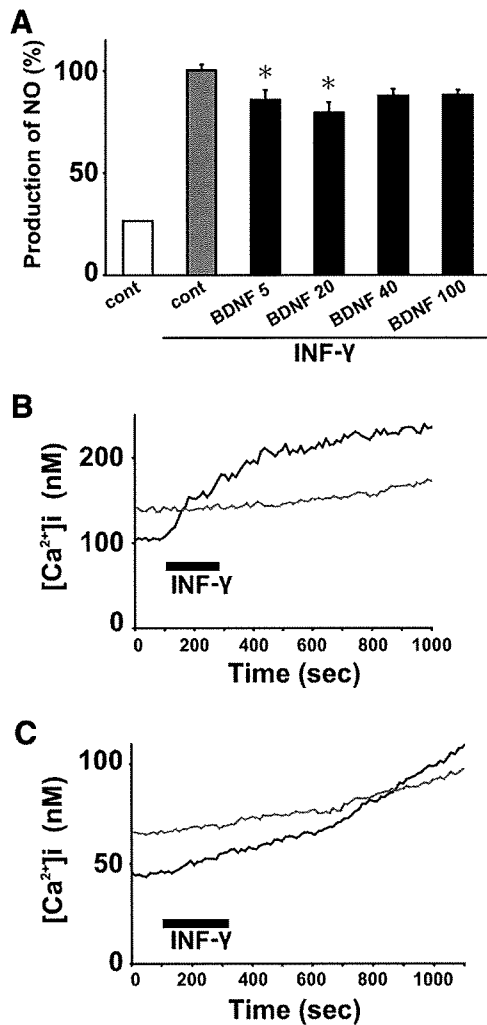 A
Production of NO (%)
100
50
0
*
*
cont
cont
BDNF 5
BDNF 20
BDNF 40
BDNF 100
INF-γ
B
[Ca²⁺]i (nM)
200
100
0
INF-γ
0 200 400 600 800 1000
Time (sec)
C
[Ca²⁺]i (nM)
100
50
0
INF-γ
0 200 400 600 800 1000
Time (sec)